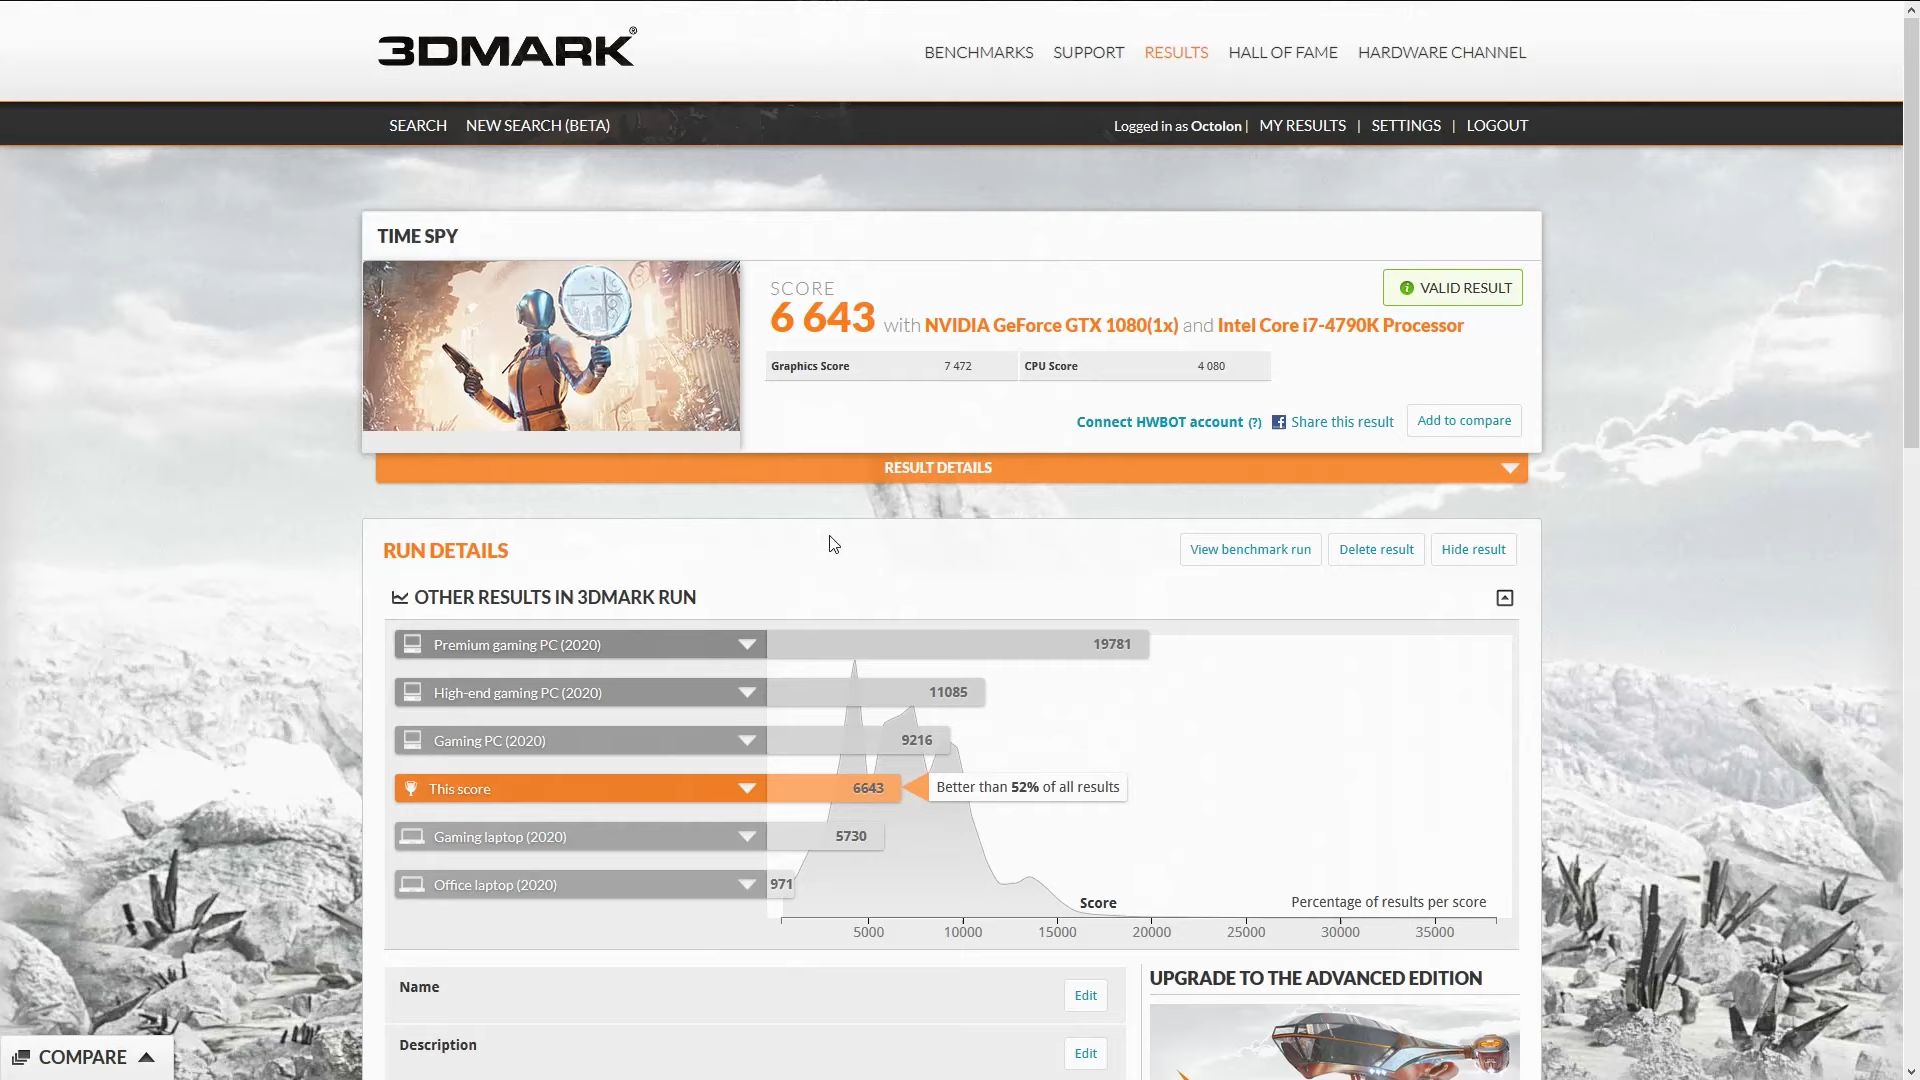 3DMARK®
BENCHMARKS SUPPORT RESULTS HALL OF FAME HARDWARE CHANNEL
SEARCH NEW SEARCH (BETA) Logged in as Octolon | MY RESULTS | SETTINGS | LOGOUT
TIME SPY
SCORE
VALID RESULT
6 643 with NVIDIA GeForce GTX 1080(1x) and Intel Core i7-4790K Processor
Graphics Score 7 472 CPU Score 4 080
Connect HWBOT account (?) Share this result Add to compare
RESULT DETAILS
RUN DETAILS View benchmark run Delete result Hide result
OTHER RESULTS IN 3DMARK RUN
Premium gaming PC (2020) 19781
High-end gaming PC (2020) 11085
Gaming PC (2020) 9216
This score 6643 Better than 52% of all results
Gaming laptop (2020) 5730
Office laptop (2020) 971
Score Percentage of results per score
5000 10000 15000 20000 25000 30000 35000
Name Edit
UPGRADE TO THE ADVANCED EDITION
Description Edit
COMPARE